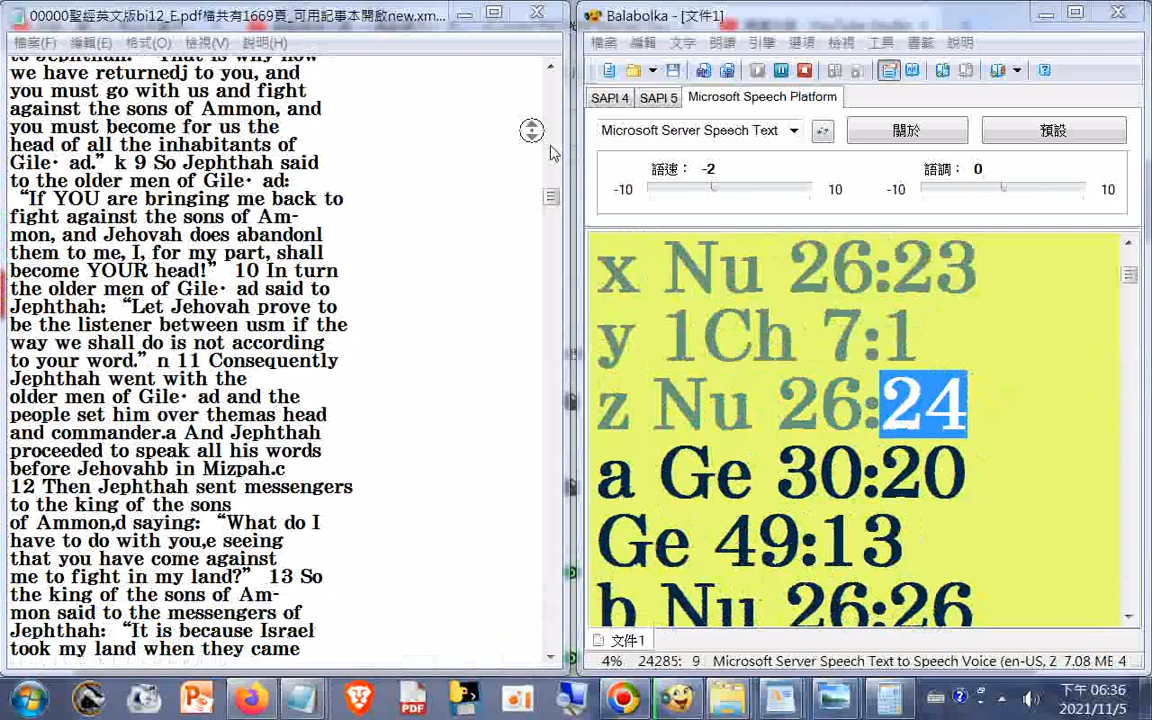 00000聖經英文版bi12_E.pdf檔共有1669頁_可用記事本開啟new.xm...
檔案(F) 編輯(E) 格式(O) 檢視(V) 說明(H)
to Jephthah: “That is why now
we have returnedj to you, and
you must go with us and fight
against the sons of Ammon, and
you must become for us the
head of all the inhabitants of
Gile· ad.” k 9 So Jephthah said
to the older men of Gile· ad:
“If YOU are bringing me back to
fight against the sons of Am-
mon, and Jehovah does abandonl
them to me, I, for my part, shall
become YOUR head!” 10 In turn
the older men of Gile· ad said to
Jephthah: “Let Jehovah prove to
be the listener between usm if the
way we shall do is not according
to your word.” n 11 Consequently
Jephthah went with the
older men of Gile· ad and the
people set him over themas head
and commander.a And Jephthah
proceeded to speak all his words
before Jehovahb in Mizpah.c
12 Then Jephthah sent messengers
to the king of the sons
of Ammon,d saying: “What do I
have to do with you,e seeing
that you have come against
me to fight in my land?” 13 So
the king of the sons of Am-
mon said to the messengers of
Jephthah: “It is because Israel
took my land when they came
Balabolka - [文件1]
檔案 編輯 文字 朗讀 引擎 選項 檢視 工具 書籤 說明
SAPI 4 SAPI 5 Microsoft Speech Platform
Microsoft Server Speech Text 關於 預設
語速: -2 語調: 0
-10 10 -10 10
x Nu 26:23
y 1Ch 7:1
z Nu 26:24
a Ge 30:20
Ge 49:13
b Nu 26:26
文件1
4% 24285: 9 Microsoft Server Speech Text to Speech Voice (en-US, Z 7.08 MB 4
下午 06:36
2021/11/5